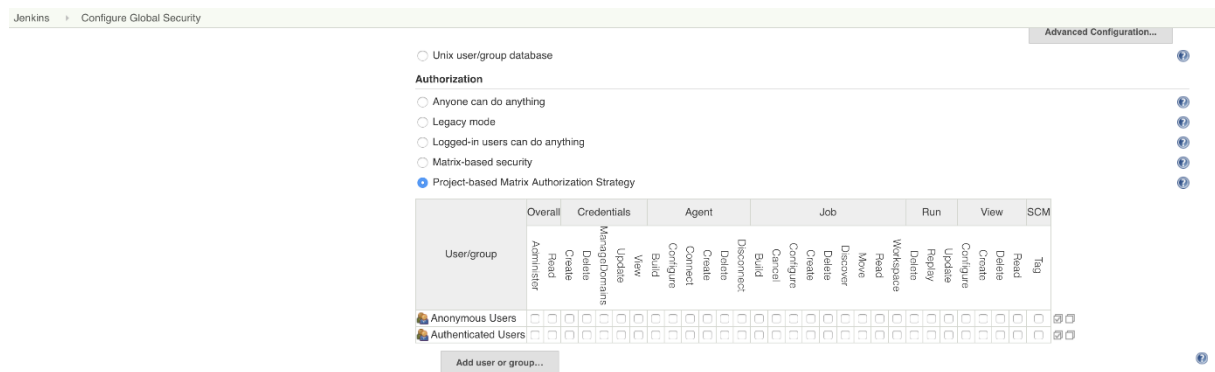 Jenkins Configure Global Security
Advanced Configuration...
Unix user/group database
Authorization
Anyone can do anything
Legacy mode
Logged-in users can do anything
Matrix-based security
Project-based Matrix Authorization Strategy
User/group Overall Credentials Agent Job Run View SCM
Administer Read Create Delete ManageDomains Update View Build Configure Connect Create Delete Disconnect Build Cancel Configure Create Delete Discover Move Read Workspace Delete Replay Update Configure Create Delete Read Tag
Anonymous Users
Authenticated Users
Add user or group...